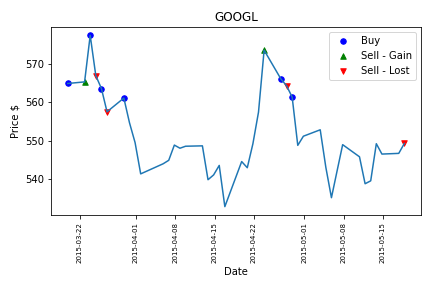 GOOGL
Buy
Sell - Gain
Sell - Lost
Price $
570
560
550
540
2015-03-22
2015-04-01
2015-04-08
2015-04-15
2015-04-22
2015-05-01
2015-05-08
2015-05-15
Date